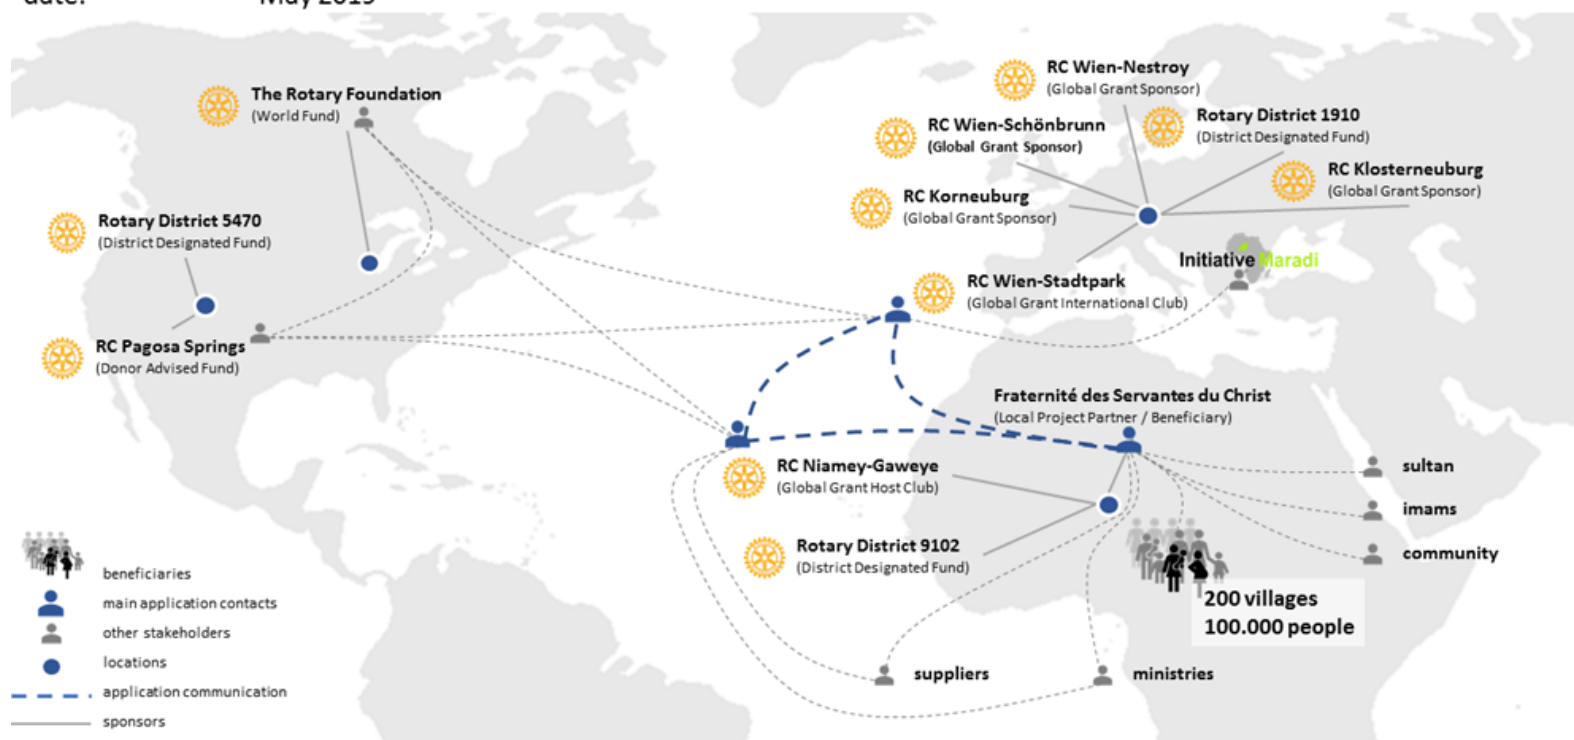 date: May 2019
The Rotary Foundation
(World Fund)
Rotary District 5470
(District Designated Fund)
RC Pagosa Springs
(Donor Advised Fund)
RC Wien-Nestroy
(Global Grant Sponsor)
RC Wien-Schönbrunn
(Global Grant Sponsor)
Rotary District 1910
(District Designated Fund)
RC Klosterneuburg
(Global Grant Sponsor)
RC Korneuburg
(Global Grant Sponsor)
Initiative Maradi
RC Wien-Stadtpark
(Global Grant International Club)
Fraternité des Servantes du Christ
(Local Project Partner / Beneficiary)
RC Niamey-Gaweye
(Global Grant Host Club)
Rotary District 9102
(District Designated Fund)
sultan
imams
community
200 villages
100.000 people
suppliers
ministries
beneficiaries
main application contacts
other stakeholders
locations
application communication
sponsors